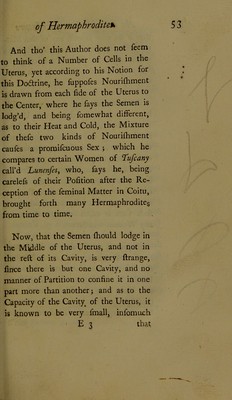 of Hermaphrodites. 53
And tho' this Author does not ſeem
to think of a Number of Cells in the
Uterus, yet according to his Notion for
this Doctrine, he ſuppoſes Nouriſhment
is drawn from each ſide of the Uterus to
the Center, where he ſays the Semen is
lodg'd, and being ſomewhat different,
as to their Heat and Cold, the Mixture
of theſe two kinds of Nouriſhment
cauſes a promiſcuous Sex; which he
compares to certain Women of Tuſcany
call'd Lunenſes, who, ſays he, being
careleſs of their Poſition after the Re-
ception of the ſeminal Matter in Coitu,
brought forth many Hermaphrodites
from time to time.
Now, that the Semen ſhould lodge in
the Middle of the Uterus, and not in
the reſt of its Cavity, is very ſtrange,
ſince there is but one Cavity, and no
manner of Partition to confine it in one
part more than another; and as to the
Capacity of the Cavity of the Uterus, it
is known to be very ſmall, inſomuch
E 3 that